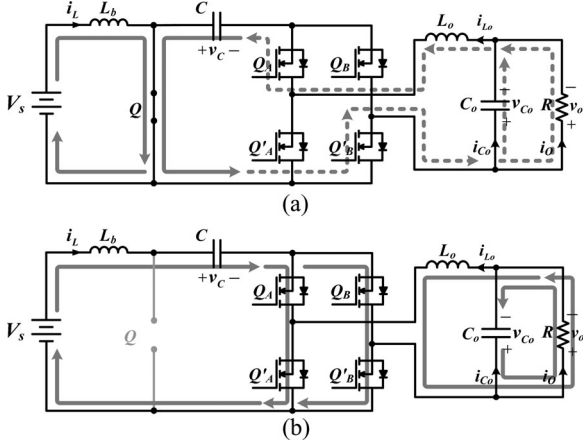 i_L L_b C L_o i_Lo
+ v_C − Q_A Q_B
V_s Q C_o − v_Co + R − v_o +
Q'_A Q'_B i_Co i_O
(a)
i_L L_b C L_o i_Lo
+ v_C − Q_A Q_B
V_s Q C_o − v_Co + R − v_o +
Q'_A Q'_B i_Co i_O
(b)